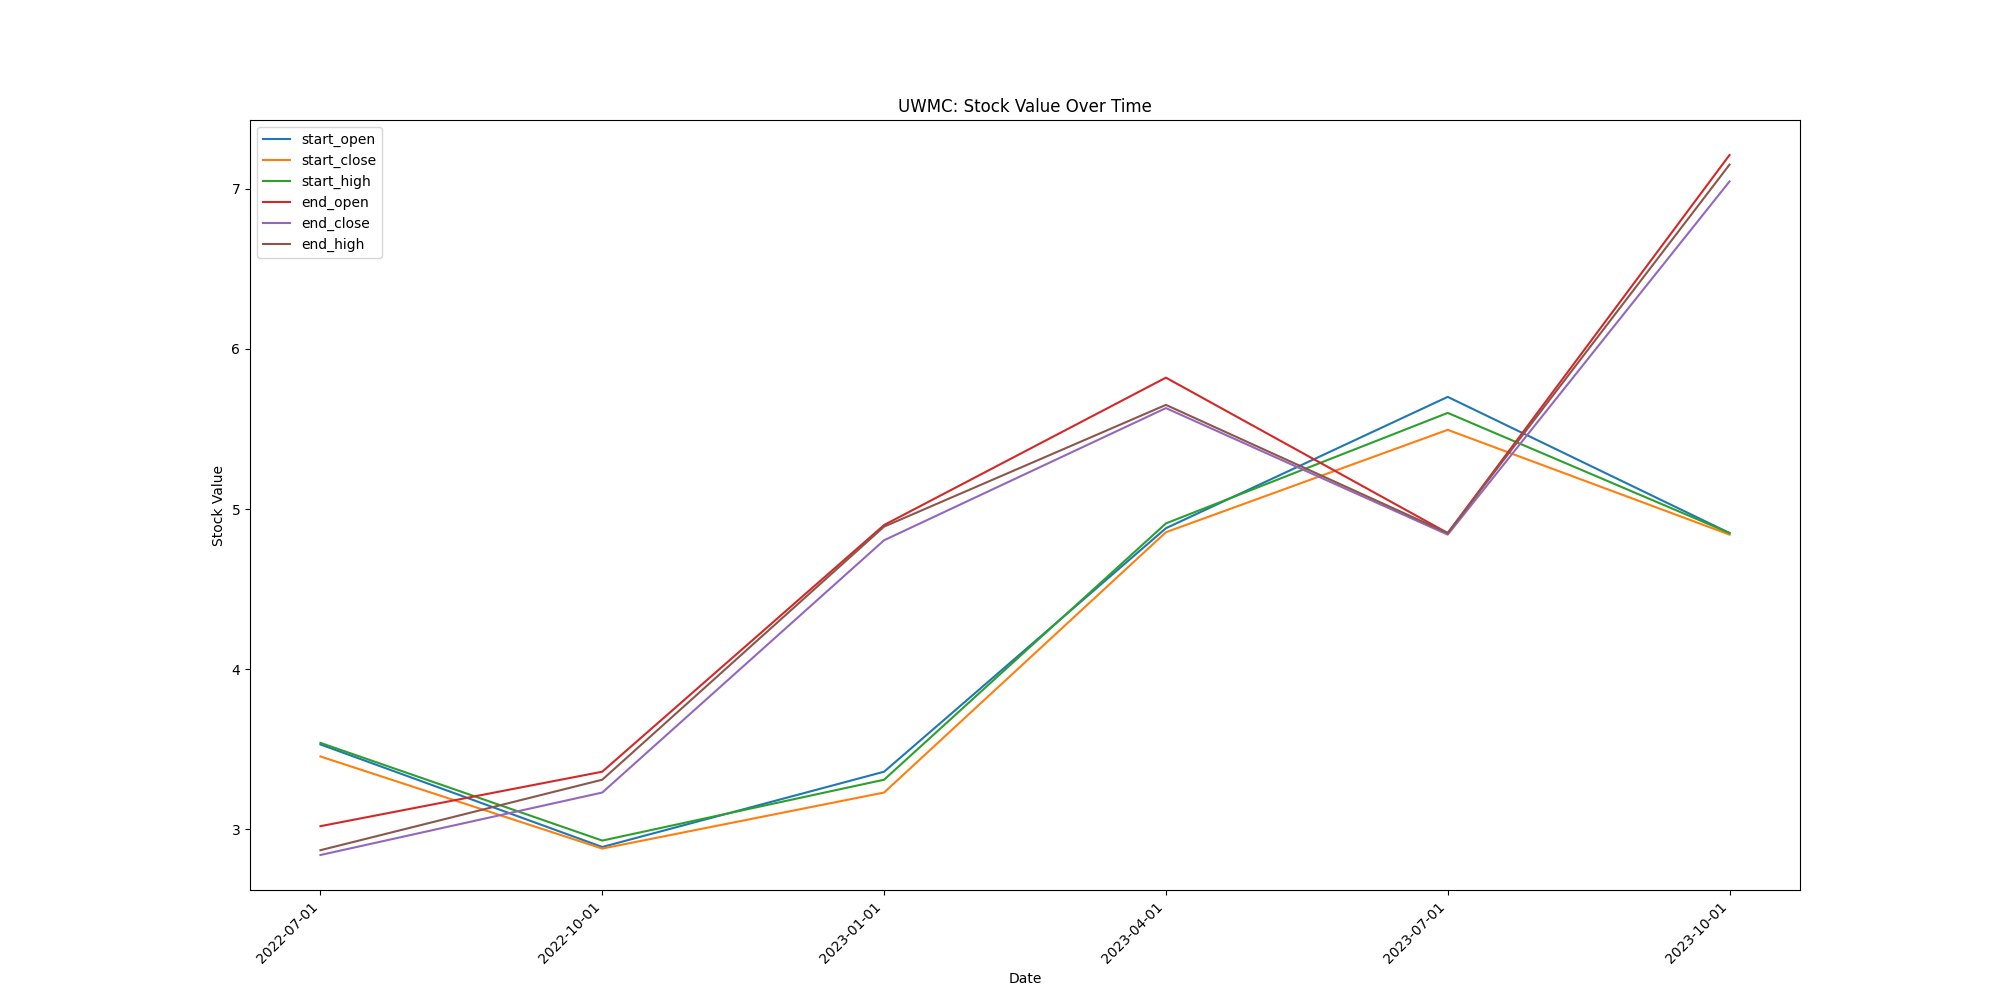 UWMC: Stock Value Over Time
start_open
start_close
start_high
end_open
end_close
end_high
Stock Value
7
6
5
4
3
2022-07-01
2022-10-01
2023-01-01
2023-04-01
2023-07-01
2023-10-01
Date